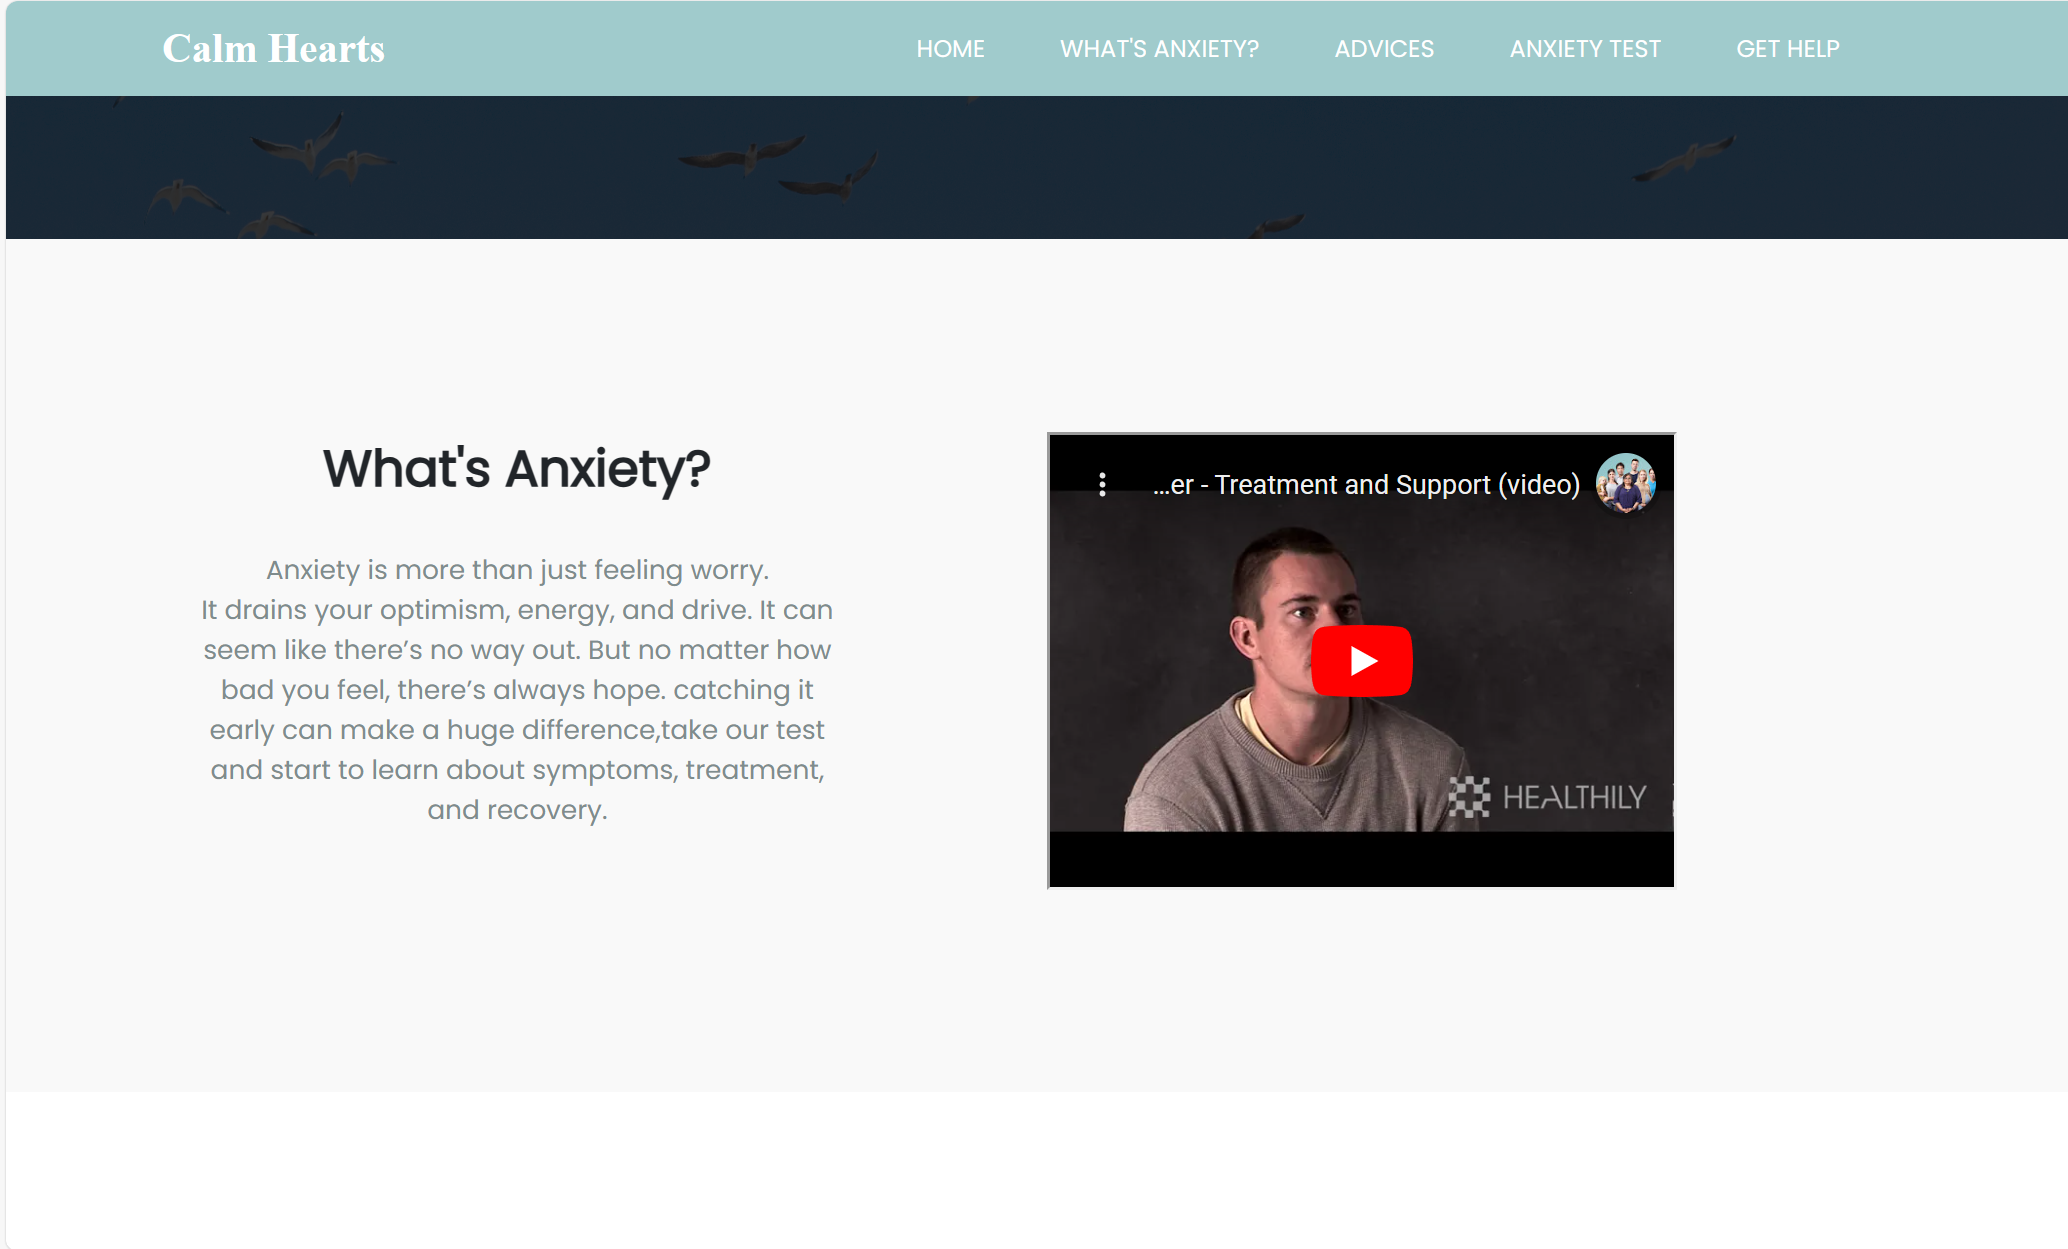 Calm Hearts
HOME
WHAT'S ANXIETY?
ADVICES
ANXIETY TEST
GET HELP
What's Anxiety?
Anxiety is more than just feeling worry.
It drains your optimism, energy, and drive. It can
seem like there’s no way out. But no matter how
bad you feel, there’s always hope. catching it
early can make a huge difference,take our test
and start to learn about symptoms, treatment,
and recovery.
...er - Treatment and Support (video)
HEALTHILY